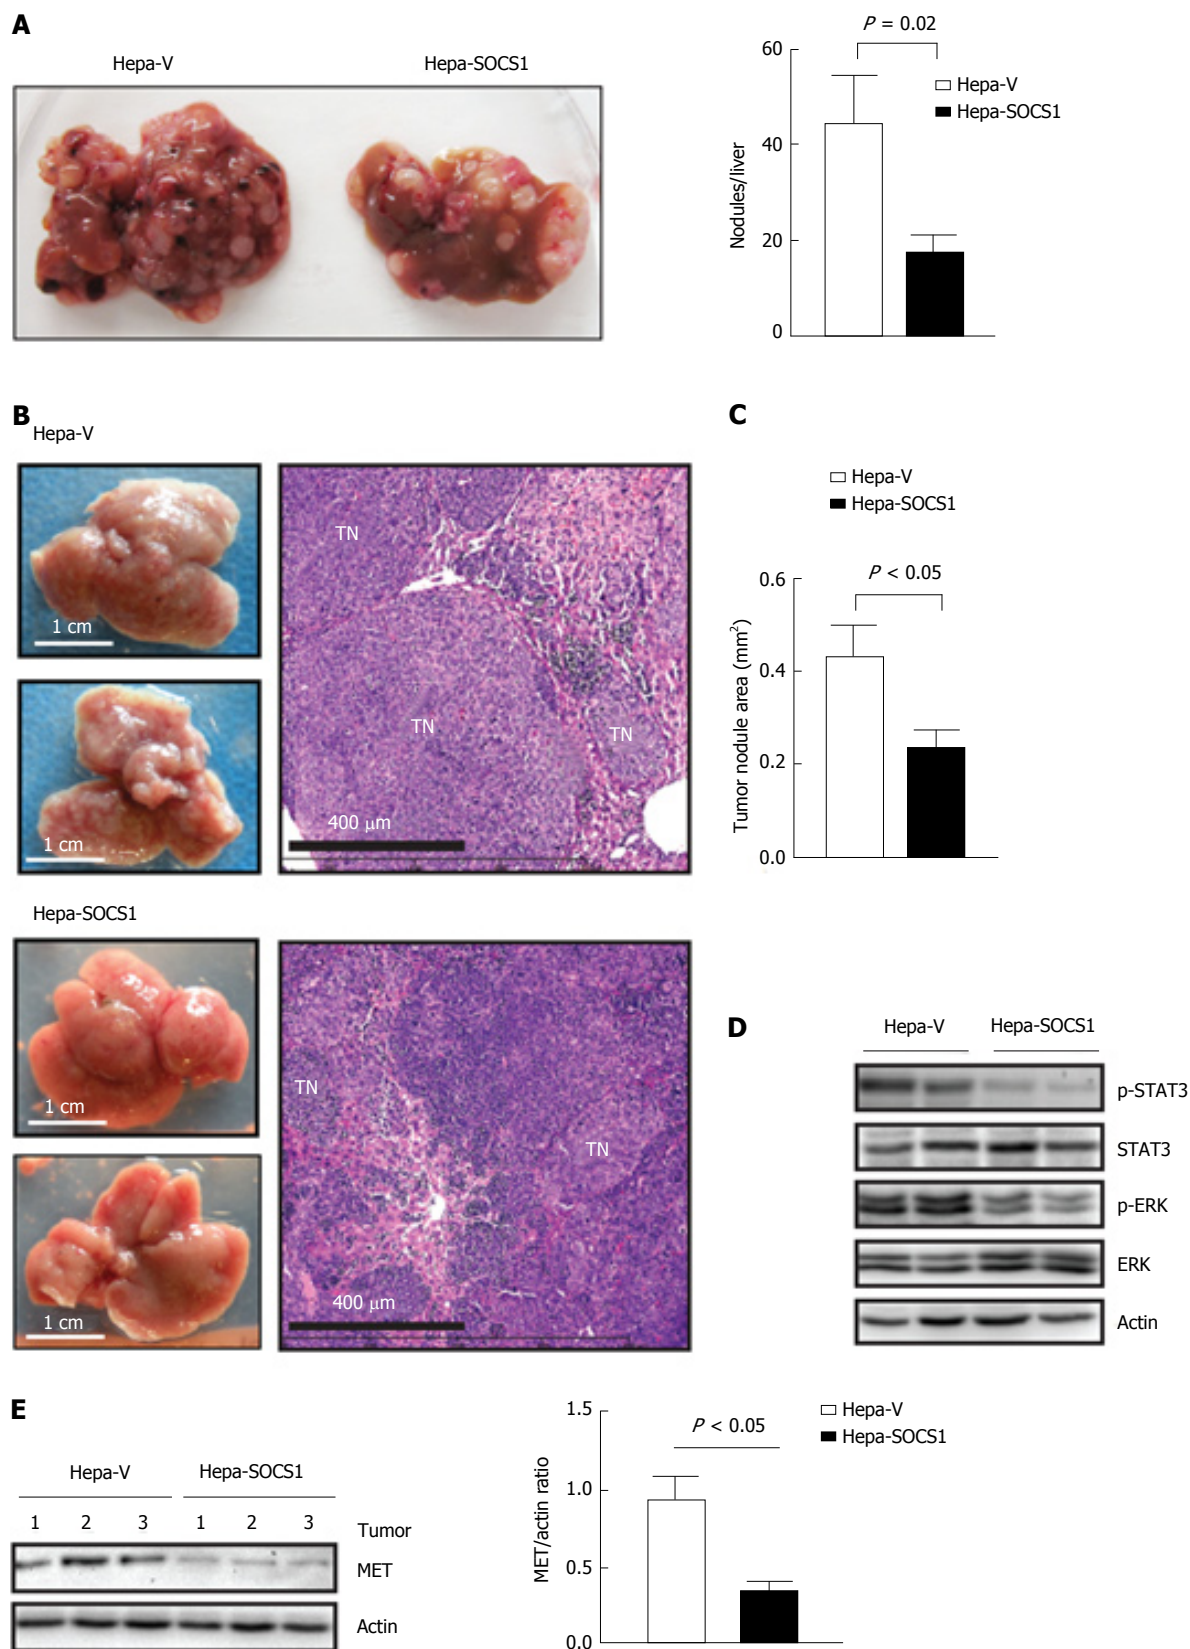 A
Hepa-V
Hepa-SOCS1
P = 0.02
60
40
20
0
Nodules/liver
Hepa-V
Hepa-SOCS1
B
Hepa-V
1 cm
1 cm
TN
TN
TN
400 μm
C
Hepa-V
Hepa-SOCS1
P < 0.05
0.6
0.4
0.2
0.0
Tumor nodule area (mm²)
Hepa-SOCS1
1 cm
1 cm
TN
TN
400 μm
D
Hepa-V
Hepa-SOCS1
p-STAT3
STAT3
p-ERK
ERK
Actin
E
Hepa-V
Hepa-SOCS1
1 2 3 1 2 3
Tumor
MET
Actin
1.5
1.0
0.5
0.0
MET/actin ratio
P < 0.05
Hepa-V
Hepa-SOCS1